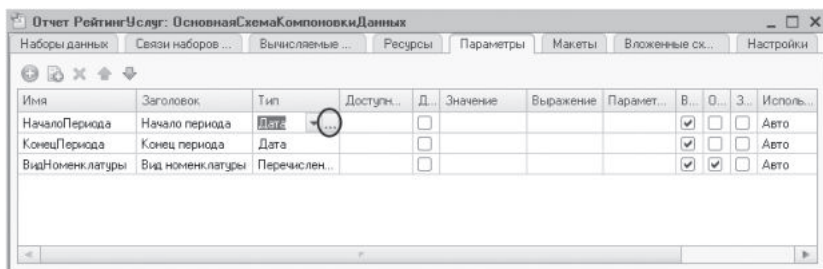 Отчет РейтингУслуг: ОсновнаяСхемаКомпоновкиДанных
Наборы данных Связи наборов ... Вычисляемые ... Ресурсы Параметры Макеты Вложенные сх... Настройки
Имя Заголовок Тип Доступн... Д... Значение Выражение Парамет... В... О... З... Исполь...
НачалоПериода Начало периода Дата ... Авто
КонецПериода Конец периода Дата Авто
ВидНоменклатуры Вид номенклатуры Перечислен... Авто